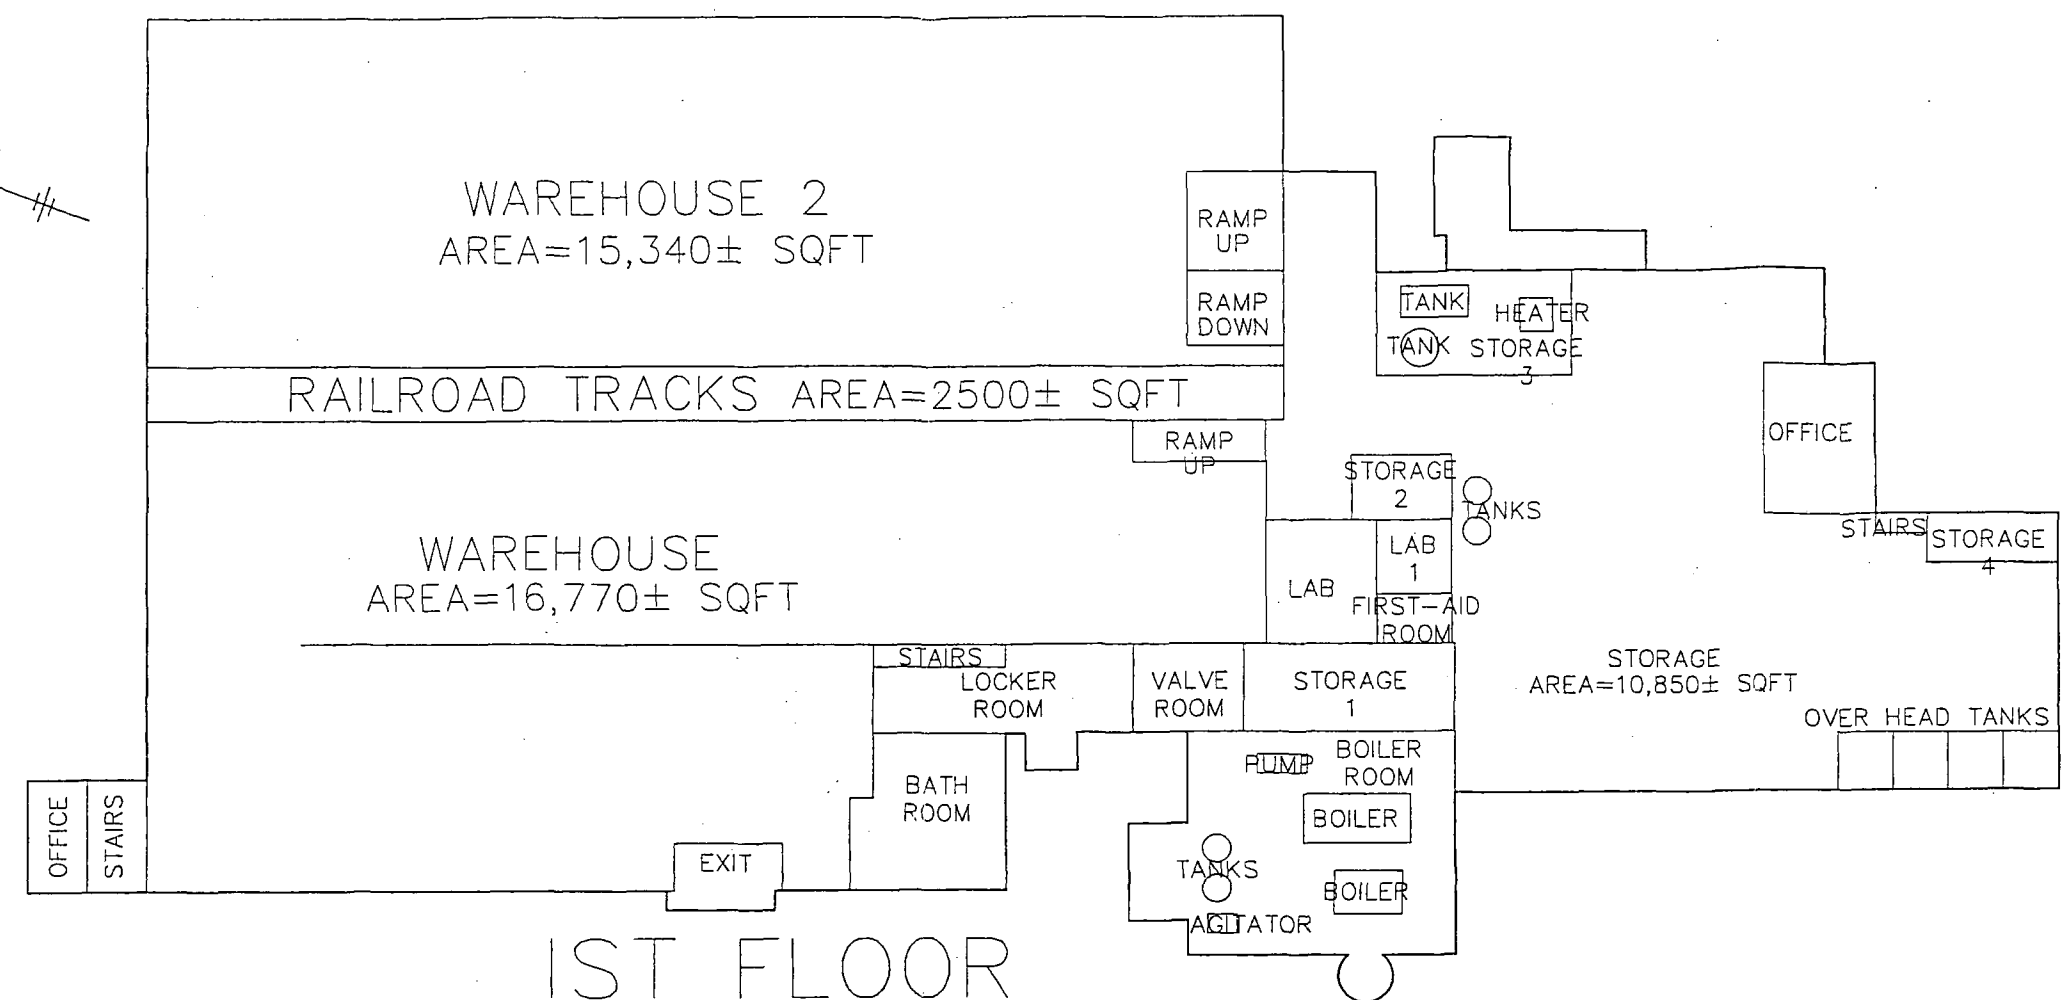 WAREHOUSE 2
AREA=15,340± SQFT
RAMP
UP
RAMP
DOWN
TANK
HEATER
TANK
STORAGE
3
RAILROAD TRACKS AREA=2500± SQFT
RAMP
UP
OFFICE
STORAGE
2
TANKS
STAIRS
STORAGE
4
WAREHOUSE
AREA=16,770± SQFT
LAB
LAB
1
FIRST-AID
ROOM
STAIRS
LOCKER
ROOM
VALVE
ROOM
STORAGE
1
STORAGE
AREA=10,850± SQFT
OVER HEAD TANKS
PUMP
BOILER
ROOM
BATH
ROOM
BOILER
OFFICE
STAIRS
EXIT
TANKS
BOILER
AGITATOR
1ST FLOOR